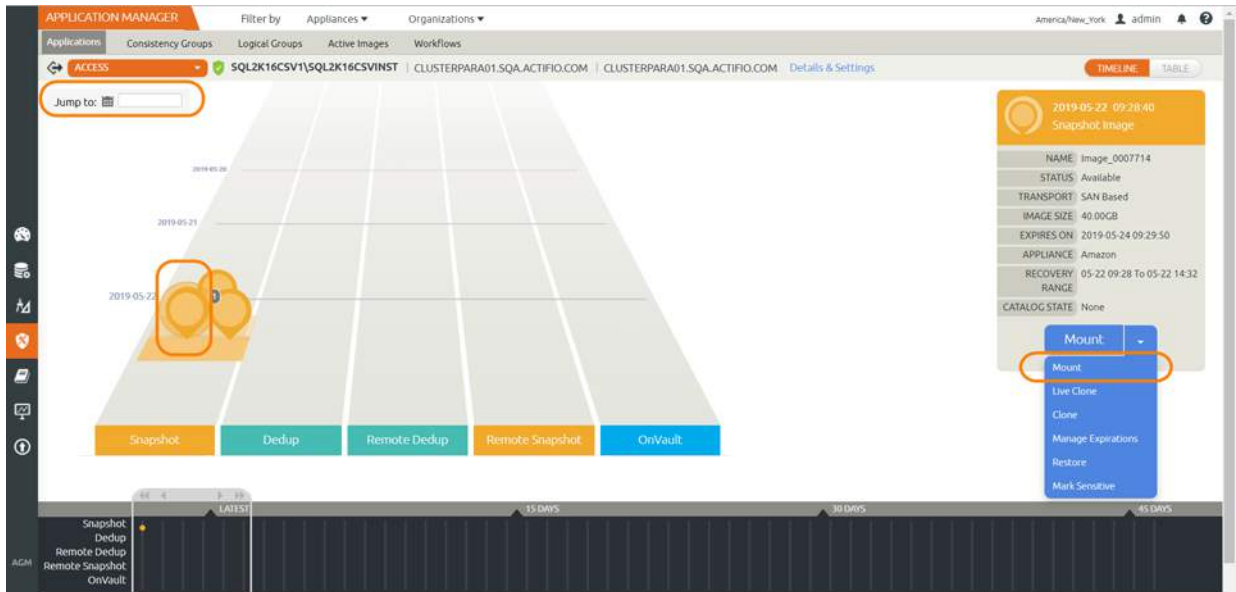 APPLICATION MANAGER Filter by Appliances Organizations America/New_York admin
Applications Consistency Groups Logical Groups Active Images Workflows
ACCESS SQL2K16CSV1\SQL2K16CSVINST | CLUSTERPARA01.SQA.ACTIFIO.COM | CLUSTERPARA01.SQA.ACTIFIO.COM Details & Settings TIMELINE TABLE
Jump to:
2019-05-20
2019-05-21
2019-05-22
1
Snapshot Dedup Remote Dedup Remote Snapshot OnVault
2019-05-22 09:28:40
Snapshot Image
NAME Image_0007714
STATUS Available
TRANSPORT SAN Based
IMAGE SIZE 40.00GB
EXPIRES ON 2019-05-24 09:29:50
APPLIANCE Amazon
RECOVERY RANGE 05-22 09:28 To 05-22 14:32
CATALOG STATE None
Mount
Mount
Live Clone
Clone
Manage Expirations
Restore
Mark Sensitive
LATEST 15 DAYS 30 DAYS 45 DAYS
Snapshot
Dedup
Remote Dedup
Remote Snapshot
OnVault
AGM